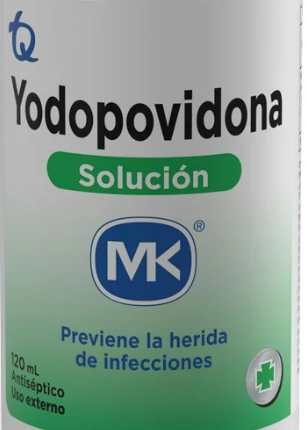 TQ
Yodopovidona
Solución
MK®
Previene la herida
de infecciones
120 mL
Antiséptico
Uso externo